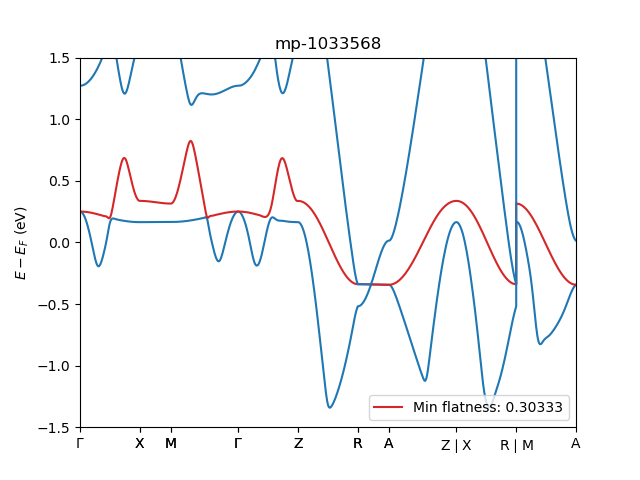 mp-1033568
E − E_F (eV)
1.5
1.0
0.5
0.0
−0.5
−1.0
−1.5
Γ X M Γ Z R A Z | X R | M A
Min flatness: 0.30333